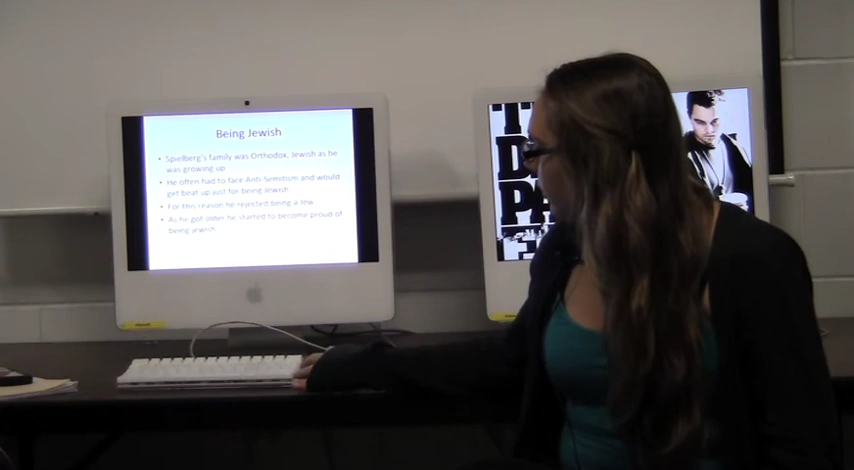 Being Jewish
• Spielberg's family was Orthodox, Jewish as he
was growing up
• He often had to face Anti-Semitism and would
get beat up just for being Jewish
• For this reason he rejected being a Jew
• As he got older he started to become proud of
being Jewish